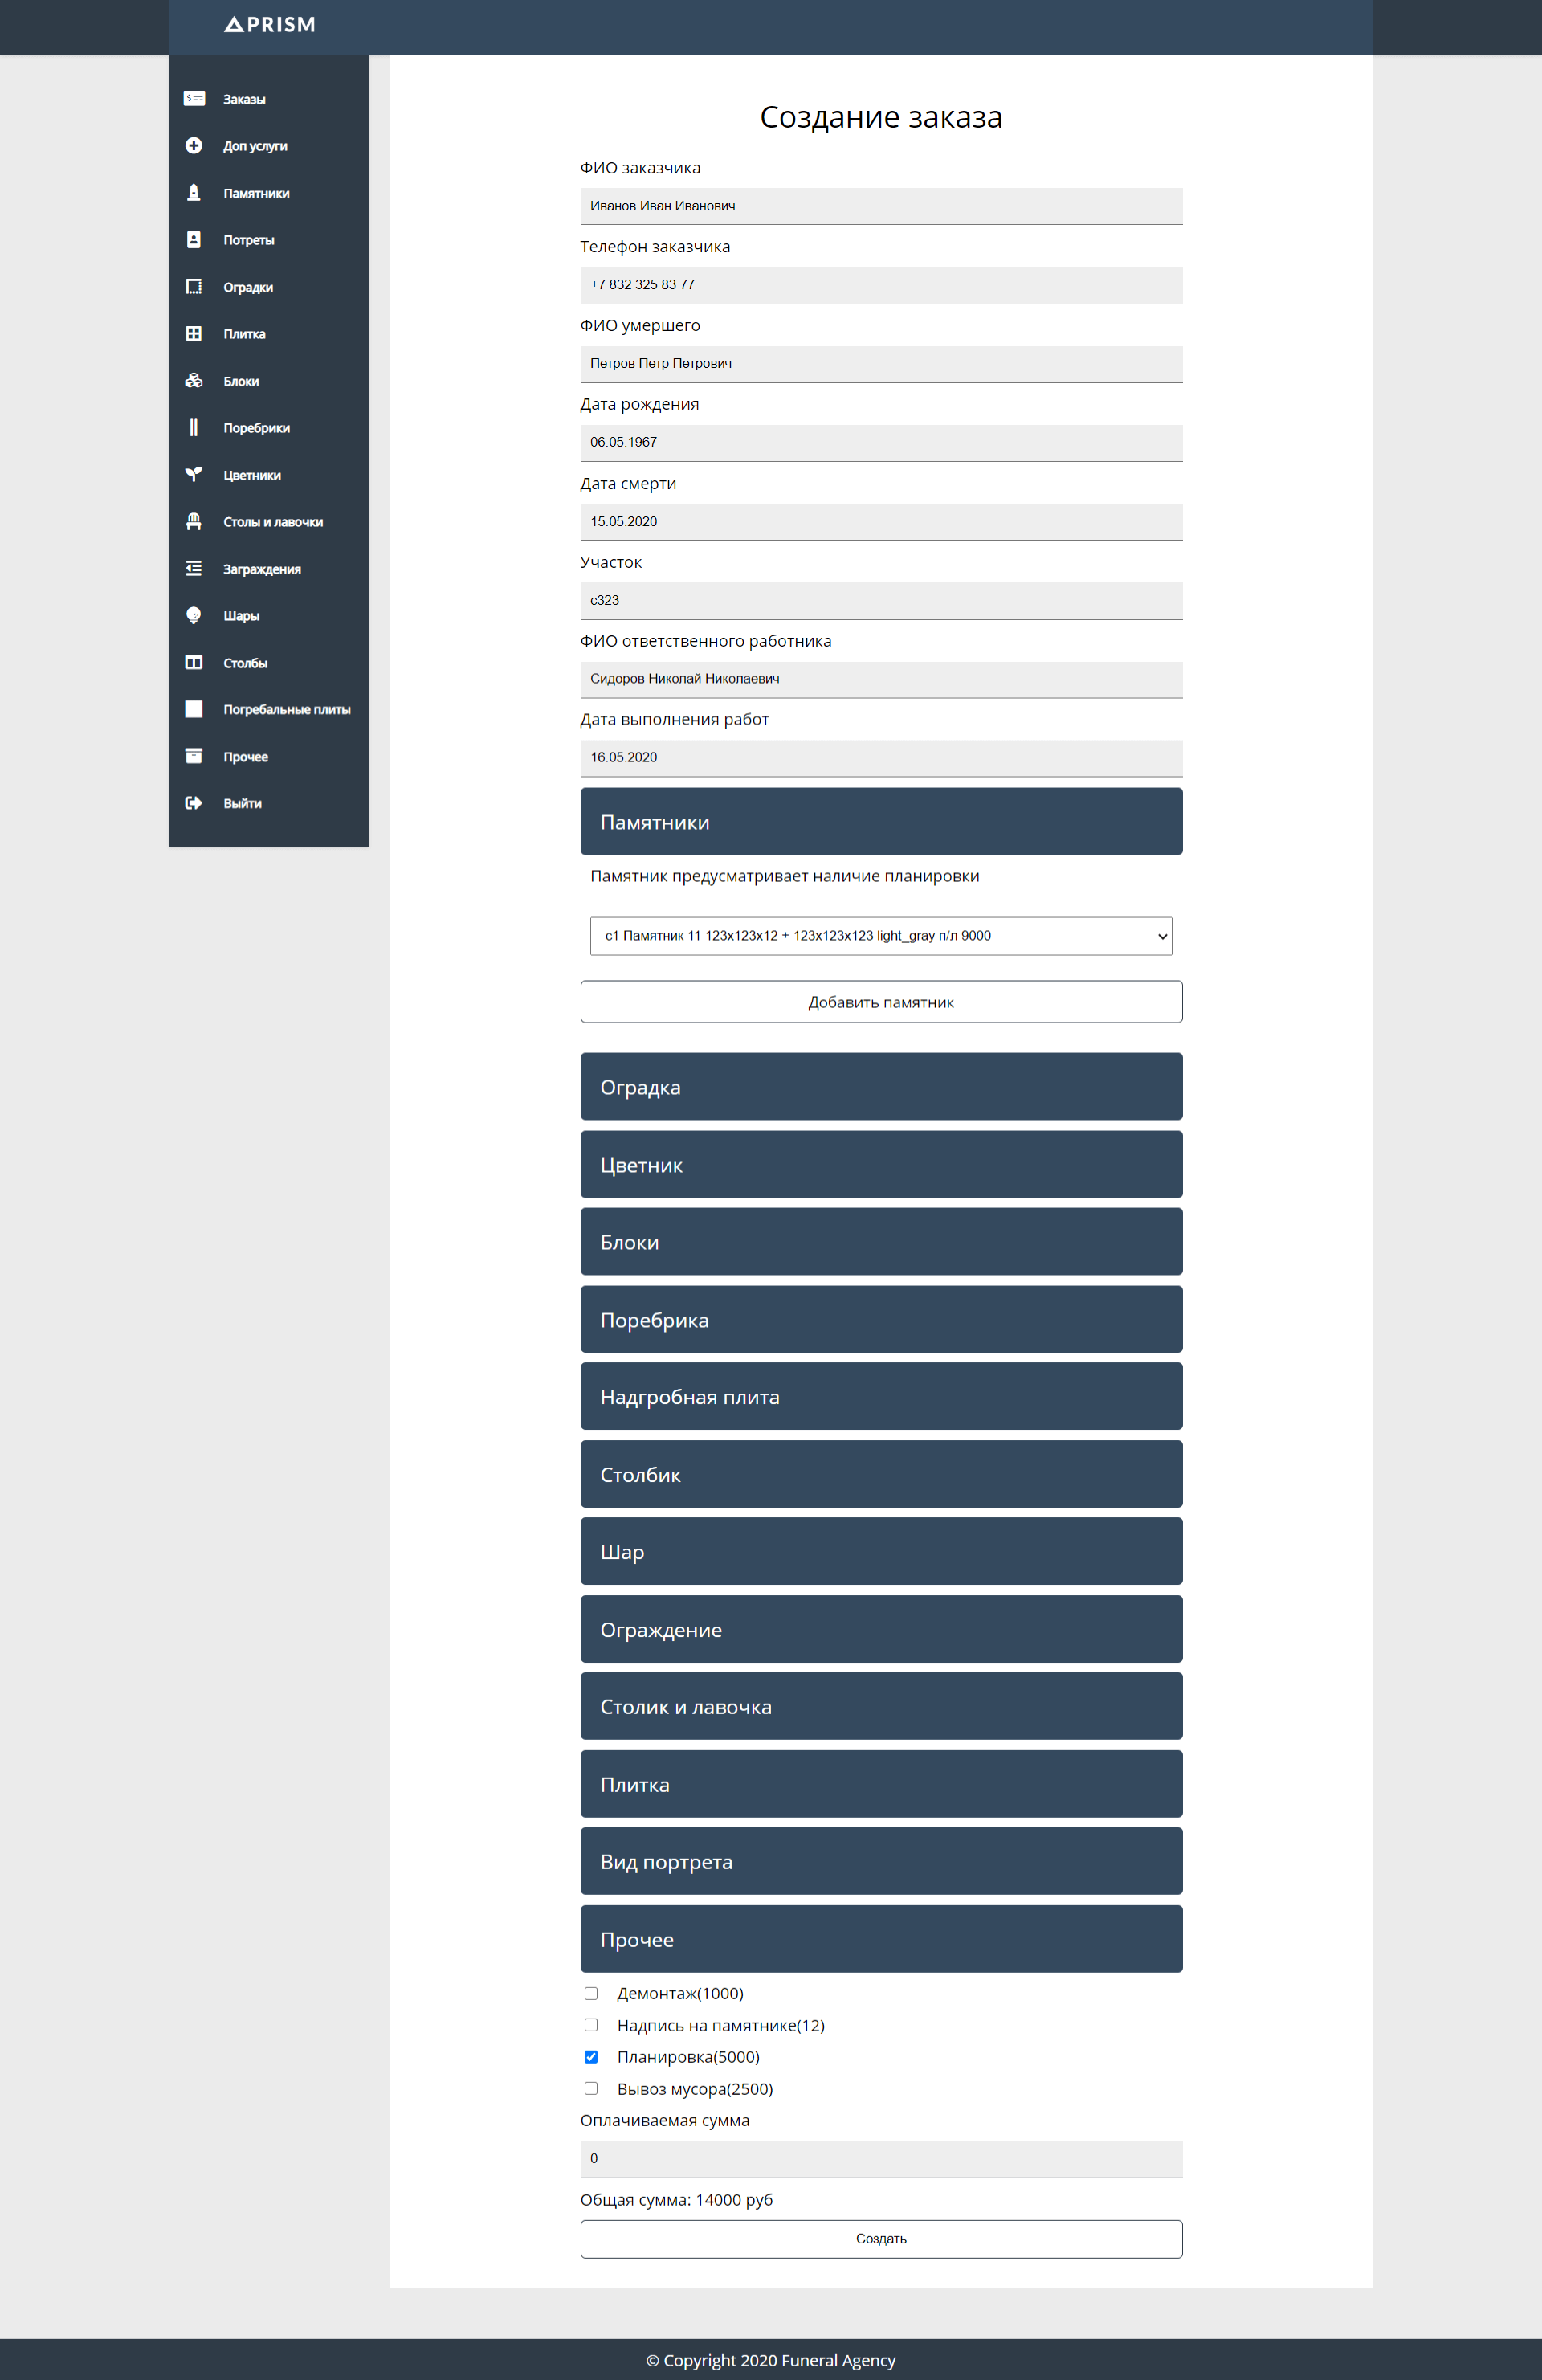 PRISM
Заказы
Доп услуги
Памятники
Потреты
Оградки
Плитка
Блоки
Поребрики
Цветники
Столы и лавочки
Заграждения
Шары
Столбы
Погребальные плиты
Прочее
Выйти
Создание заказа
ФИО заказчика
Иванов Иван Иванович
Телефон заказчика
+7 832 325 83 77
ФИО умершего
Петров Петр Петрович
Дата рождения
06.05.1967
Дата смерти
15.05.2020
Участок
с323
ФИО ответственного работника
Сидоров Николай Николаевич
Дата выполнения работ
16.05.2020
Памятники
Памятник предусматривает наличие планировки
с1 Памятник 11 123x123x12 + 123x123x123 light_gray п/л 9000
Добавить памятник
Оградка
Цветник
Блоки
Поребрика
Надгробная плита
Столбик
Шар
Ограждение
Столик и лавочка
Плитка
Вид портрета
Прочее
Демонтаж(1000)
Надпись на памятнике(12)
Планировка(5000)
Вывоз мусора(2500)
Оплачиваемая сумма
0
Общая сумма: 14000 руб
Создать
© Copyright 2020 Funeral Agency